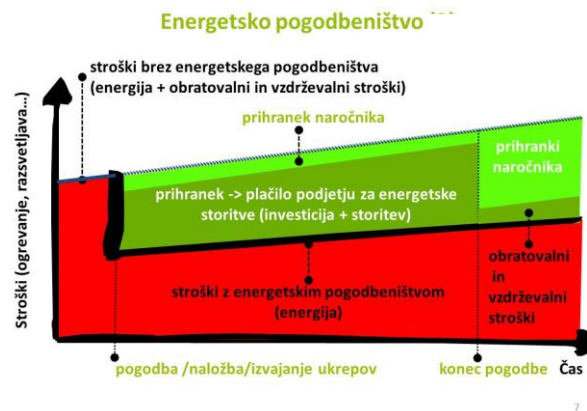 Energetsko pogodbeništvo
stroški brez energetskega pogodbeništva
(energija + obratovalni in vzdrževalni stroški)
prihranek naročnika
prihranki
naročnika
prihranek -> plačilo podjetju za energetske
storitve (investicija + storitev)
Stroški (ogrevanje, razsvetljava...)
stroški z energetskim pogodbeništvom
(energija)
obratovalni
in
vzdrževalni
stroški
pogodba /naložba/izvajanje ukrepov
konec pogodbe
Čas
7